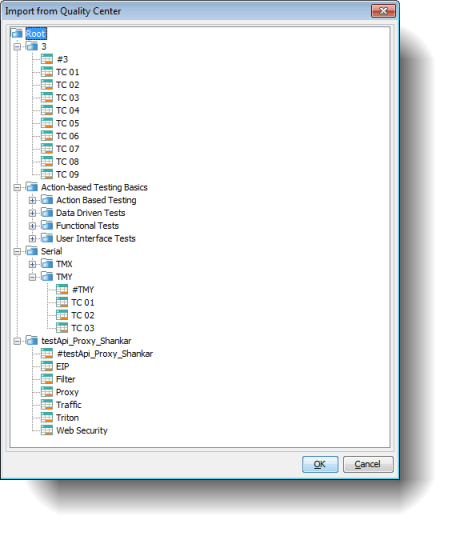 Import from Quality Center
Root
3
#3
TC 01
TC 02
TC 03
TC 04
TC 05
TC 06
TC 07
TC 08
TC 09
Action-based Testing Basics
Action Based Testing
Data Driven Tests
Functional Tests
User Interface Tests
Serial
TMX
TMY
#TMY
TC 01
TC 02
TC 03
testApi_Proxy_Shankar
#testApi_Proxy_Shankar
EIP
Filter
Proxy
Traffic
Triton
Web Security
OK Cancel